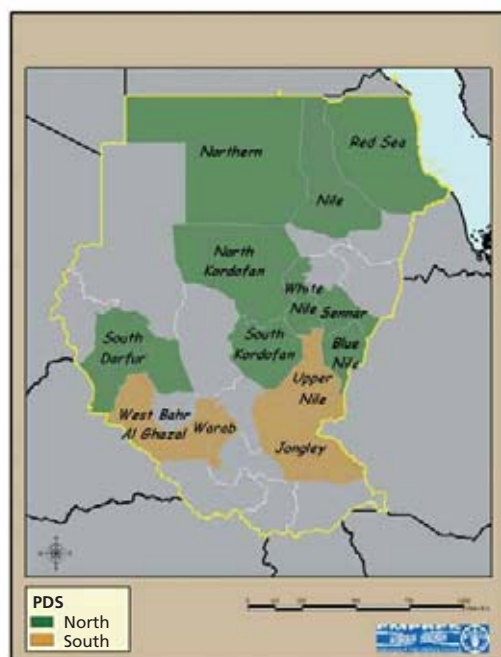 Northern
Red Sea
Nile
North
Kordofan
White
Nile
Sennar
South
Darfur
South
Kordofan
Blue
Nile
Upper
Nile
West Bahr
Al Ghazal
Warab
Jongley
PDS
North
South
EMPRES